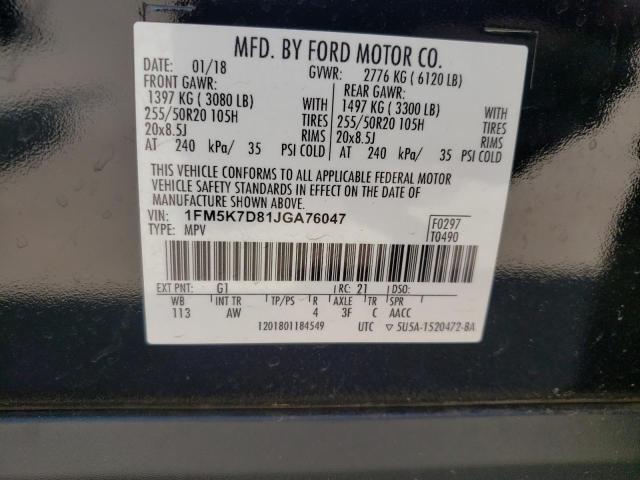 MFD. BY FORD MOTOR CO.
DATE: 01/18 GVWR: 2776 KG ( 6120 LB)
FRONT GAWR: REAR GAWR:
1397 KG ( 3080 LB) WITH 1497 KG ( 3300 LB) WITH
255/50R20 105H TIRES 255/50R20 105H TIRES
20x8.5J RIMS 20x8.5J RIMS
AT 240 kPa/ 35 PSI COLD AT 240 kPa/ 35 PSI COLD
THIS VEHICLE CONFORMS TO ALL APPLICABLE FEDERAL MOTOR
VEHICLE SAFETY STANDARDS IN EFFECT ON THE DATE OF
MANUFACTURE SHOWN ABOVE.
VIN: 1FM5K7D81JGA76047 F0297
TYPE: MPV T0490
EXT PNT: G1 RC: 21 DSO:
WB INT TR TP/PS R AXLE TR SPR
113 AW 4 3F C AACC
1201801184549 UTC ▽ 5U5A-1520472-BA